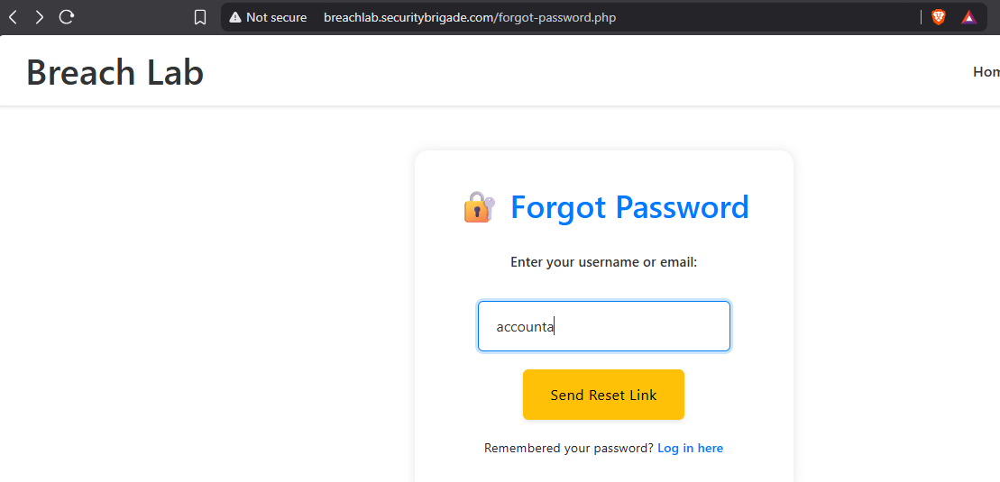 Not secure breachlab.securitybrigade.com/forgot-password.php
Breach Lab
Hom
Forgot Password
Enter your username or email:
accounta
Send Reset Link
Remembered your password? Log in here